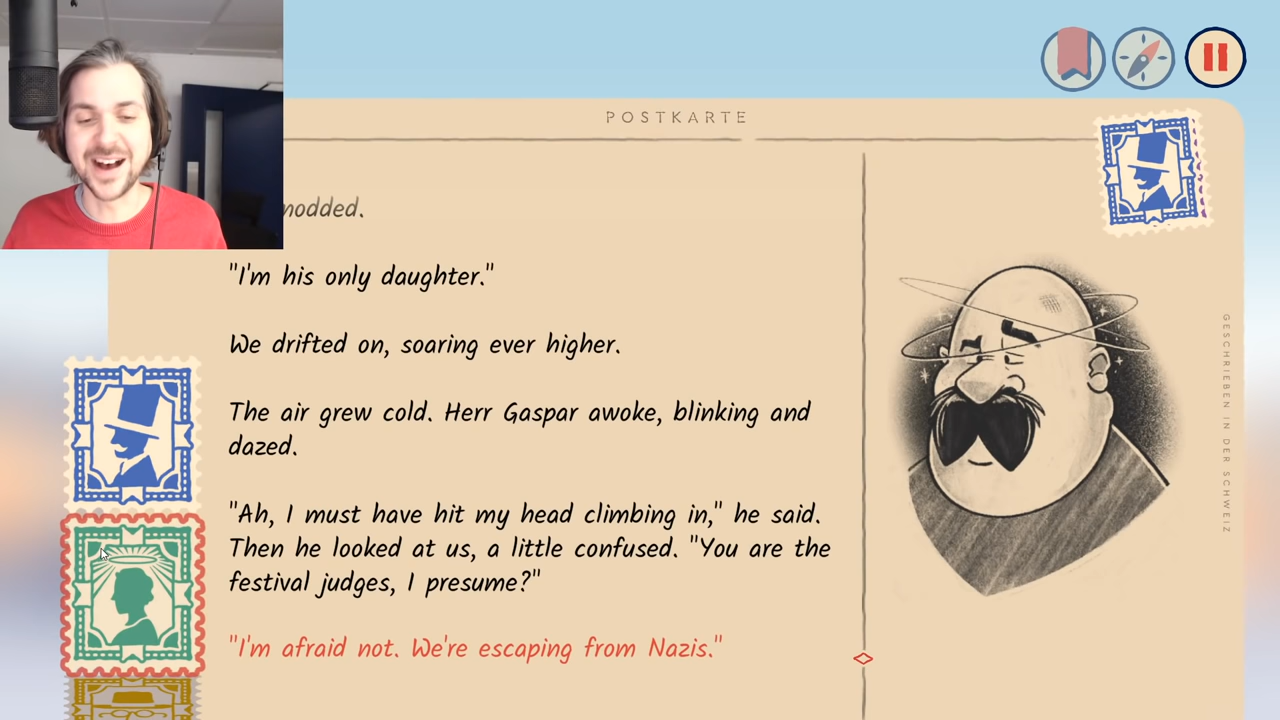 POSTKARTE
nodded.
"I'm his only daughter."
We drifted on, soaring ever higher.
The air grew cold. Herr Gaspar awoke, blinking and
dazed.
"Ah, I must have hit my head climbing in," he said.
Then he looked at us, a little confused. "You are the
festival judges, I presume?"
"I'm afraid not. We're escaping from Nazis."
GESCHRIEBEN IN DER SCHWEIZ